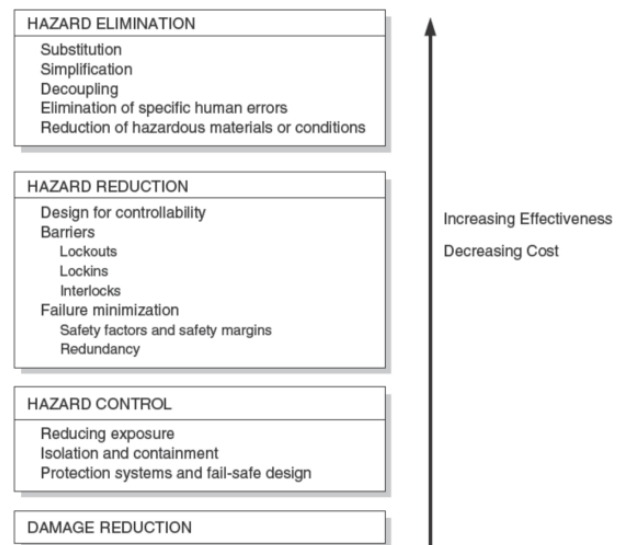 HAZARD ELIMINATION
Substitution
Simplification
Decoupling
Elimination of specific human errors
Reduction of hazardous materials or conditions
HAZARD REDUCTION
Design for controllability
Barriers
Lockouts
Lockins
Interlocks
Failure minimization
Safety factors and safety margins
Redundancy
Increasing Effectiveness
Decreasing Cost
HAZARD CONTROL
Reducing exposure
Isolation and containment
Protection systems and fail-safe design
DAMAGE REDUCTION